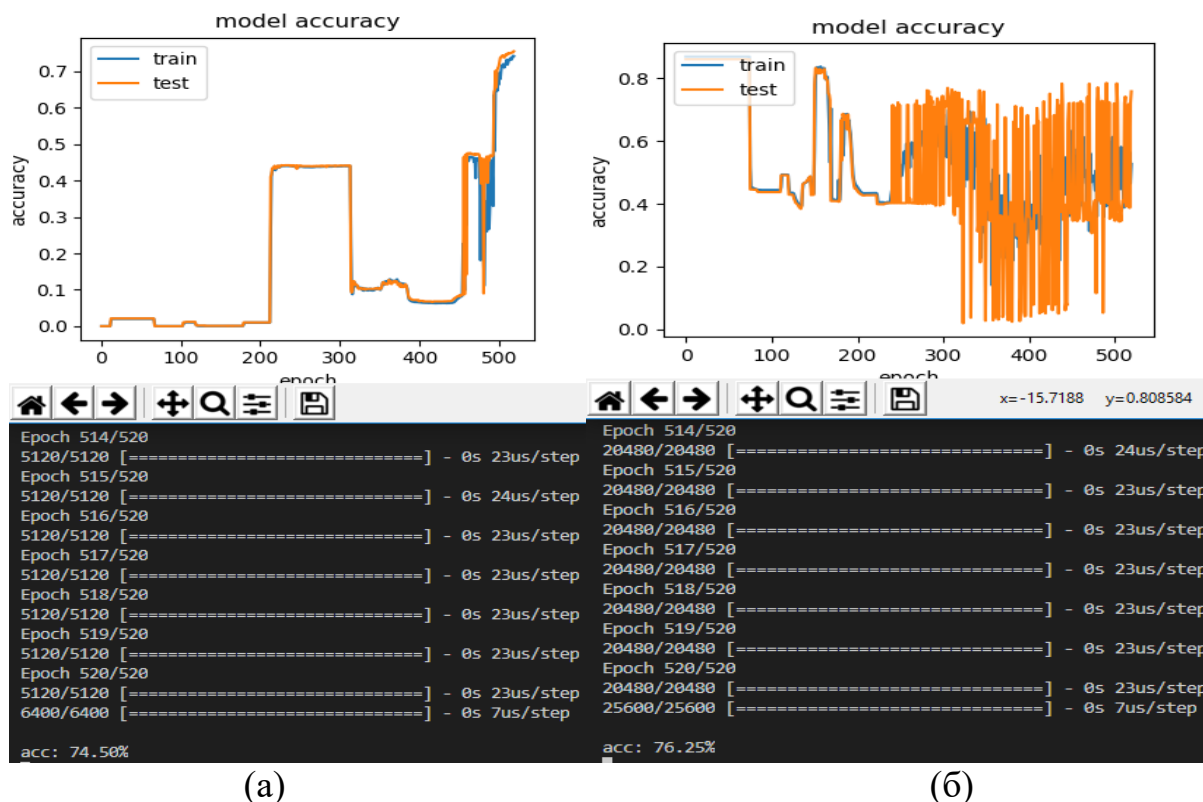 model accuracy
train
test
0.7
0.6
0.5
0.4
0.3
0.2
0.1
0.0
accuracy
0 100 200 300 400 500
epoch
Epoch 514/520
5120/5120 [==============================] - 0s 23us/step
Epoch 515/520
5120/5120 [==============================] - 0s 24us/step
Epoch 516/520
5120/5120 [==============================] - 0s 23us/step
Epoch 517/520
5120/5120 [==============================] - 0s 23us/step
Epoch 518/520
5120/5120 [==============================] - 0s 23us/step
Epoch 519/520
5120/5120 [==============================] - 0s 23us/step
Epoch 520/520
5120/5120 [==============================] - 0s 23us/step
6400/6400 [==============================] - 0s 7us/step
acc: 74.50%
(а)
model accuracy
train
test
0.8
0.6
0.4
0.2
0.0
accuracy
0 100 200 300 400 500
epoch
x=-15.7188 y=0.808584
Epoch 514/520
20480/20480 [==============================] - 0s 24us/step
Epoch 515/520
20480/20480 [==============================] - 0s 23us/step
Epoch 516/520
20480/20480 [==============================] - 0s 23us/step
Epoch 517/520
20480/20480 [==============================] - 0s 23us/step
Epoch 518/520
20480/20480 [==============================] - 0s 23us/step
Epoch 519/520
20480/20480 [==============================] - 0s 23us/step
Epoch 520/520
20480/20480 [==============================] - 0s 23us/step
25600/25600 [==============================] - 0s 7us/step
acc: 76.25%
(б)